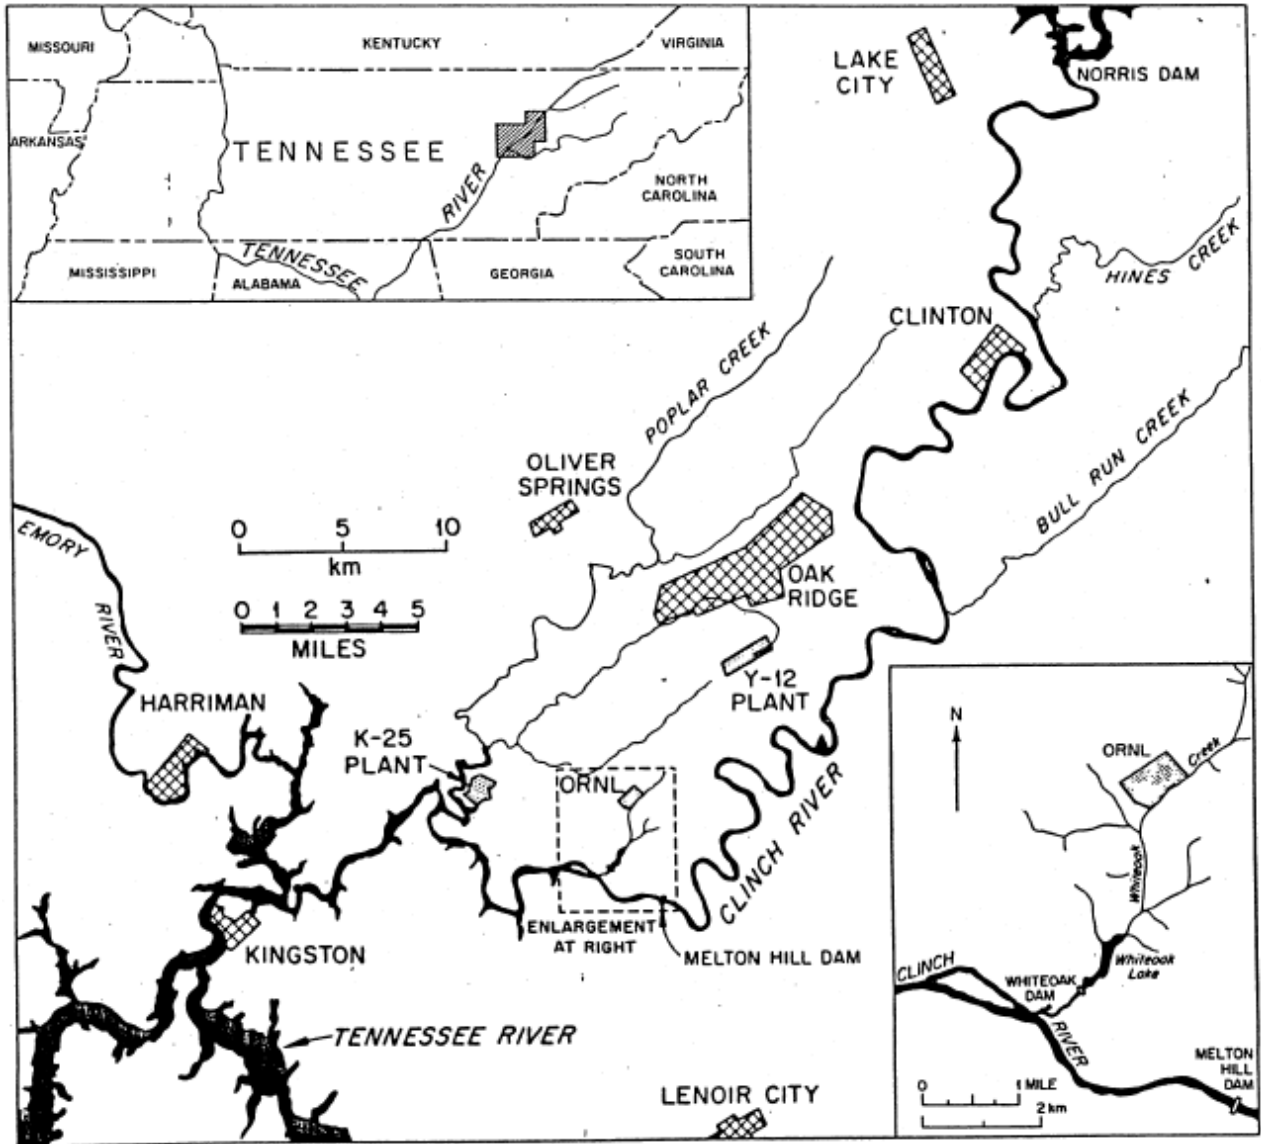 MISSOURI
KENTUCKY
VIRGINIA
ARKANSAS
TENNESSEE
RIVER
NORTH
CAROLINA
TENNESSEE
MISSISSIPPI
ALABAMA
GEORGIA
SOUTH
CAROLINA
LAKE
CITY
NORRIS DAM
HINES CREEK
CLINTON
POPLAR CREEK
BULL RUN CREEK
OLIVER
SPRINGS
0 5 10
km
0 1 2 3 4 5
MILES
EMORY
RIVER
OAK
RIDGE
Y-12
PLANT
HARRIMAN
K-25
PLANT
ORNL
CLINCH RIVER
ENLARGEMENT
AT RIGHT
MELTON HILL DAM
KINGSTON
TENNESSEE RIVER
LENOIR CITY
N
ORNL
Creek
Whiteoak
Whiteoak
Lake
CLINCH
WHITEOAK
DAM
RIVER
MELTON
HILL
DAM
0 1 MILE
2 km